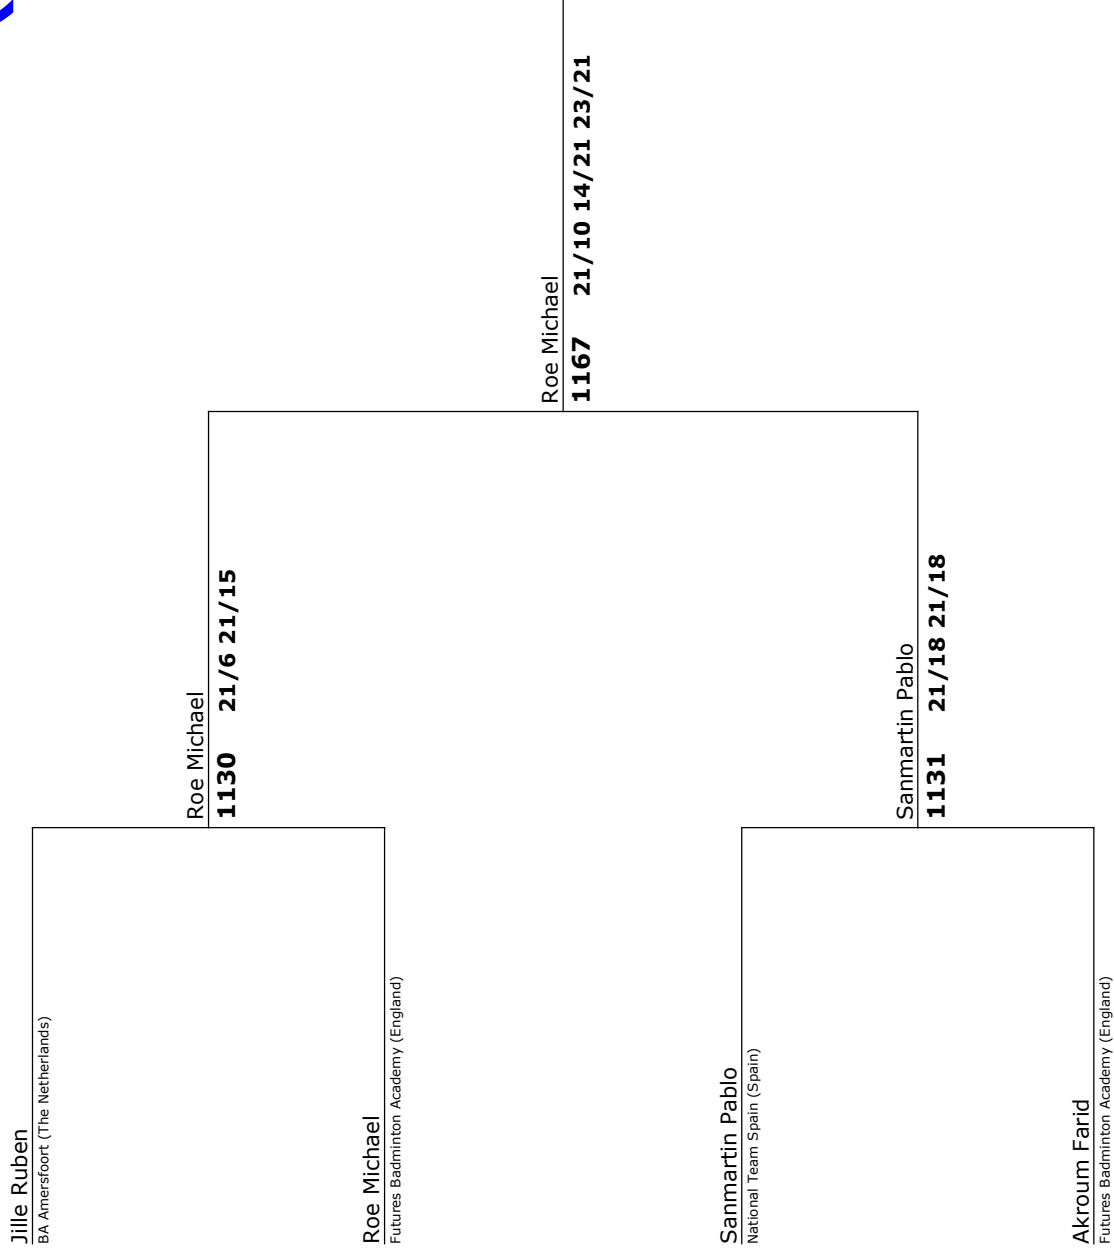 Jille Ruben
BA Amersfoort (The Netherlands)
Roe Michael
1130 21/6 21/15
Roe Michael
Futures Badminton Academy (England)
Roe Michael
1167 21/10 14/21 23/21
Sanmartin Pablo
National Team Spain (Spain)
Sanmartin Pablo
1131 21/18 21/18
Akroum Farid
Futures Badminton Academy (England)